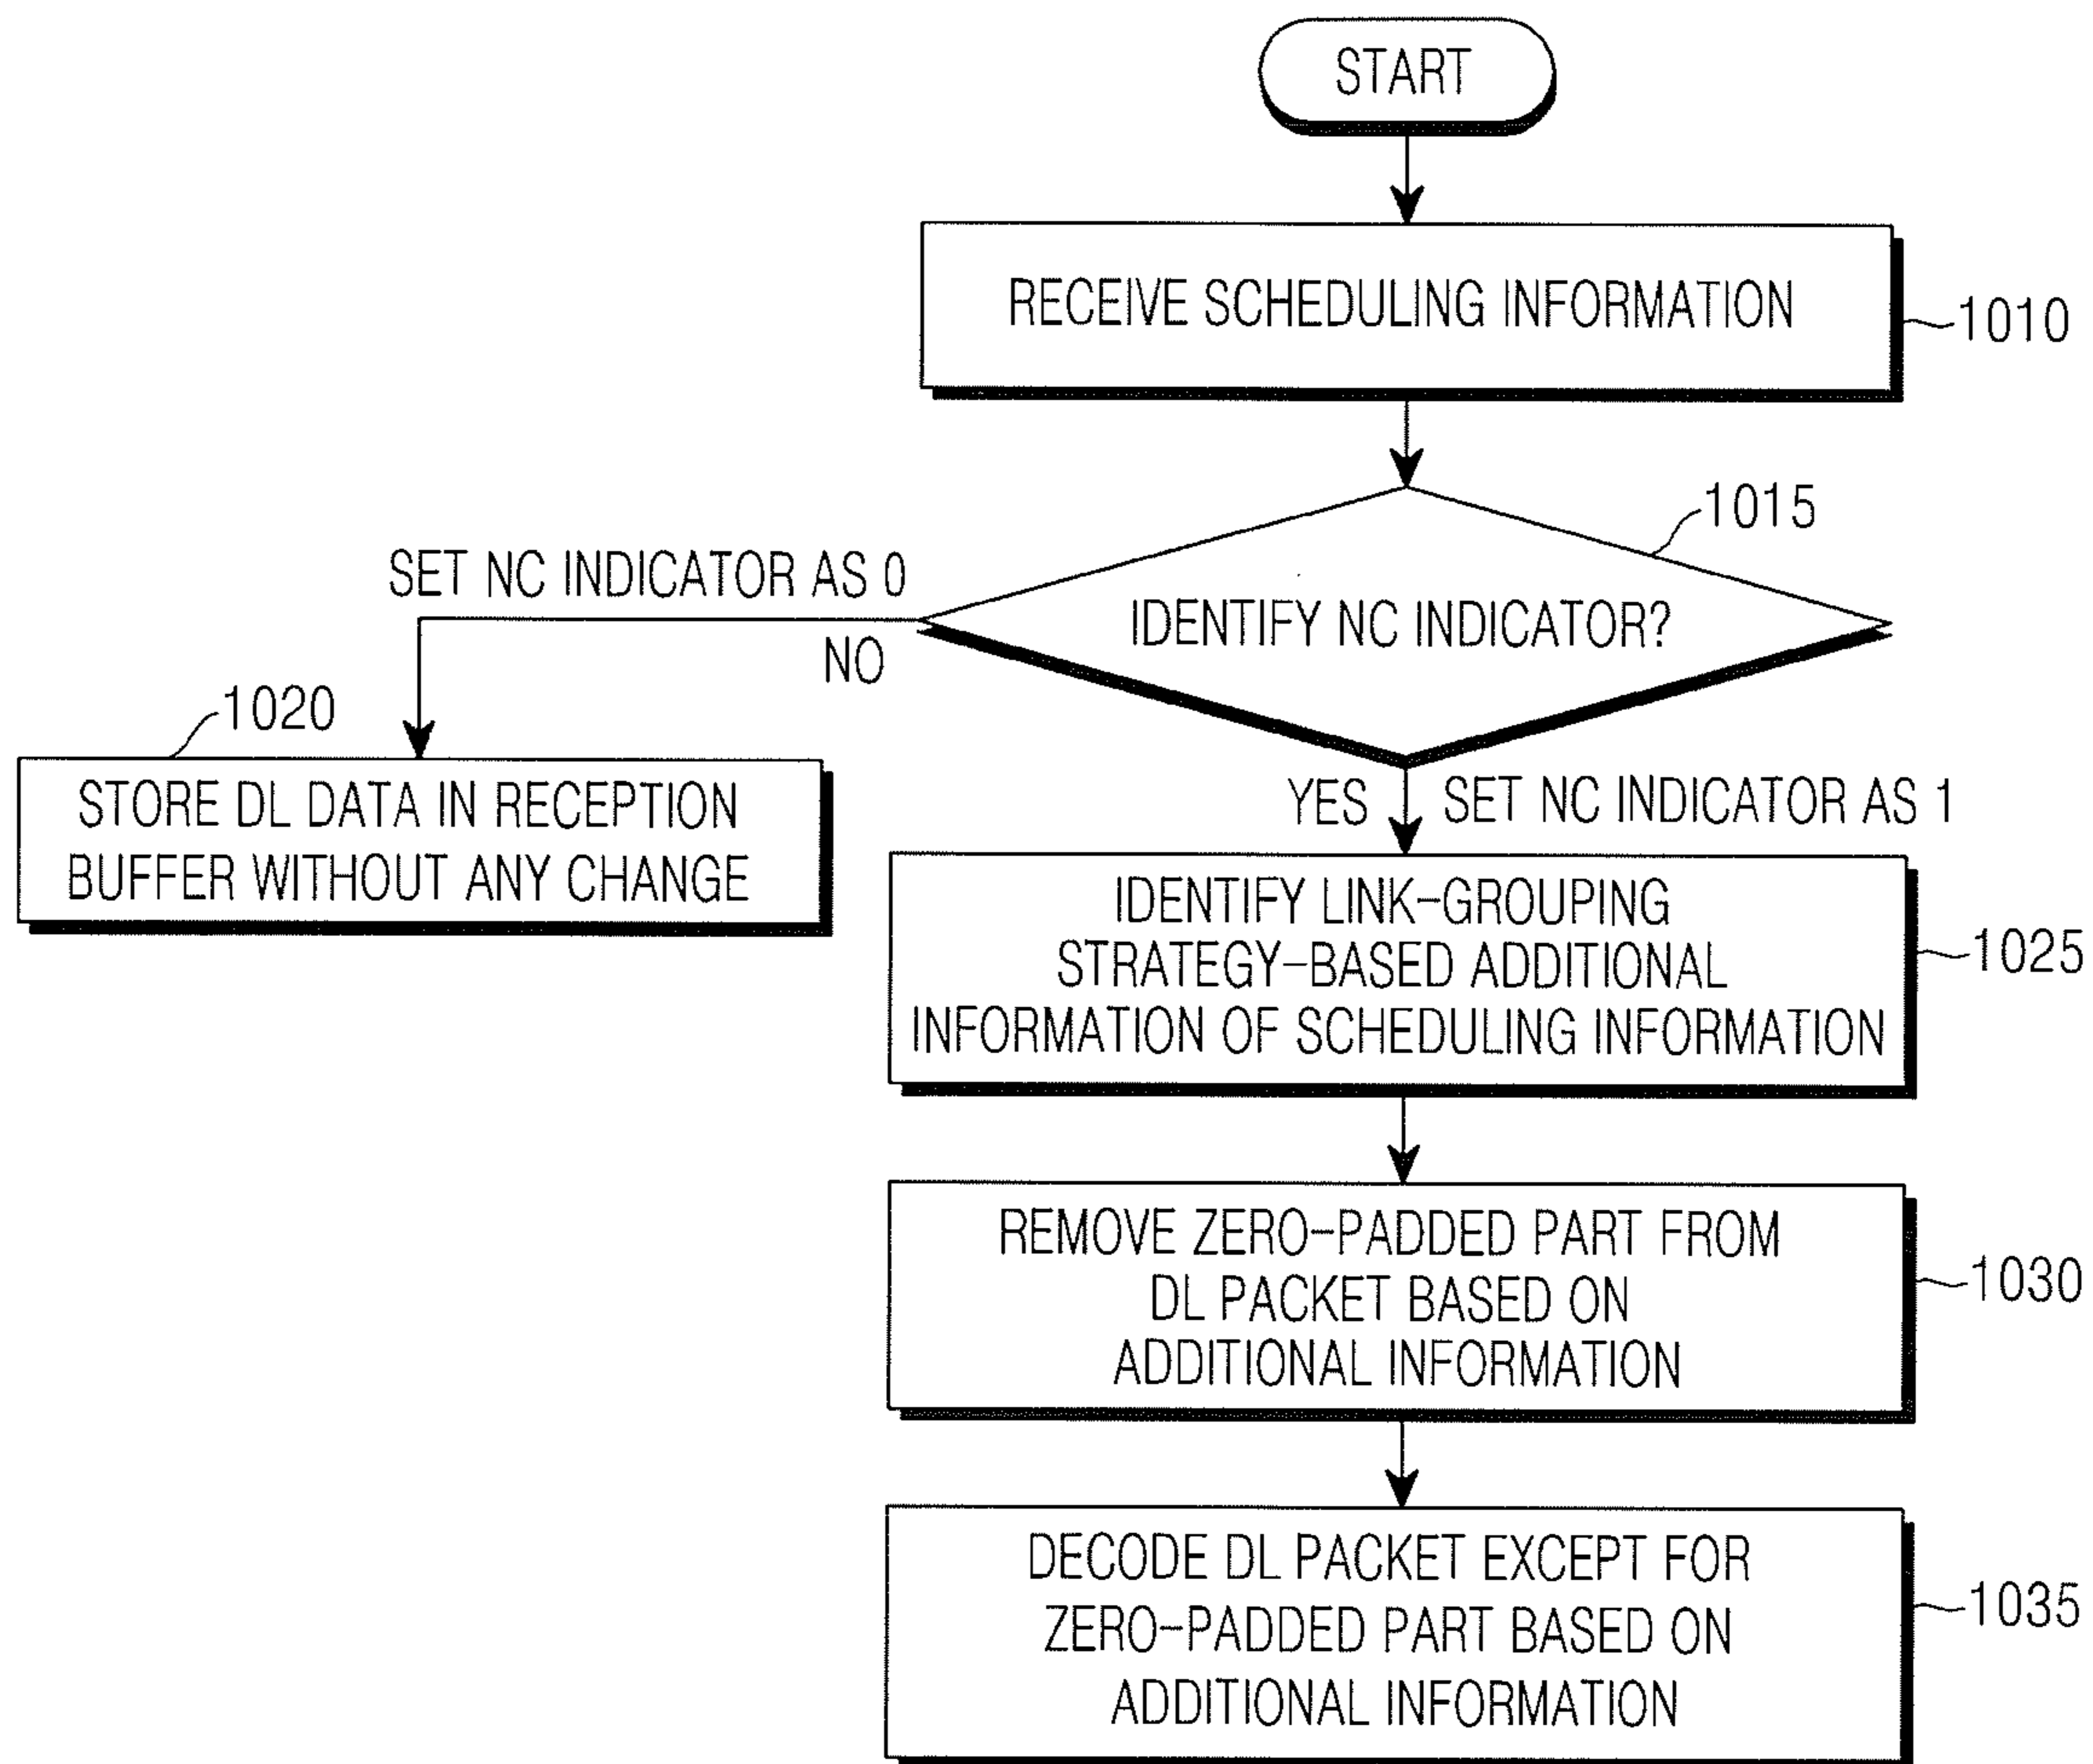 START
RECEIVE SCHEDULING INFORMATION
1010
1015
SET NC INDICATOR AS 0
IDENTIFY NC INDICATOR?
NO
1020
STORE DL DATA IN RECEPTION
BUFFER WITHOUT ANY CHANGE
YES
SET NC INDICATOR AS 1
IDENTIFY LINK-GROUPING
STRATEGY-BASED ADDITIONAL
INFORMATION OF SCHEDULING INFORMATION
1025
REMOVE ZERO-PADDED PART FROM
DL PACKET BASED ON
ADDITIONAL INFORMATION
1030
DECODE DL PACKET EXCEPT FOR
ZERO-PADDED PART BASED ON
ADDITIONAL INFORMATION
1035